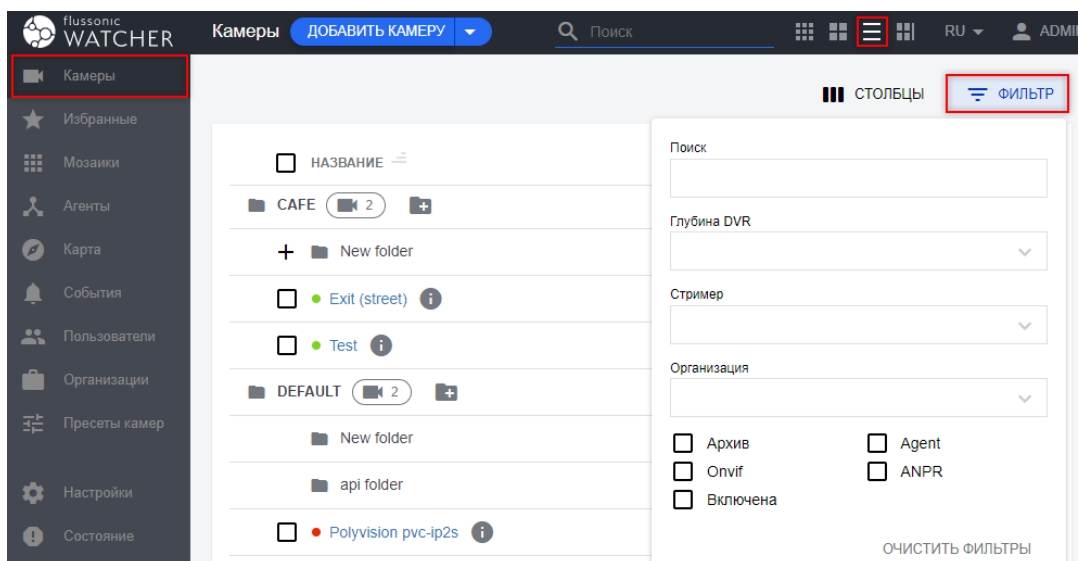 flussonic
WATCHER
Камеры ДОБАВИТЬ КАМЕРУ Поиск RU ADMI
Камеры
Избранные
Мозаики
Агенты
Карта
События
Пользователи
Организации
Пресеты камер
Настройки
Состояние
СТОЛБЦЫ ФИЛЬТР
НАЗВАНИЕ
CAFE 2
New folder
Exit (street)
Test
DEFAULT 2
New folder
api folder
Polyvision pvc-ip2s
Поиск
Глубина DVR
Стример
Организация
Архив Agent
Onvif ANPR
Включена
ОЧИСТИТЬ ФИЛЬТРЫ